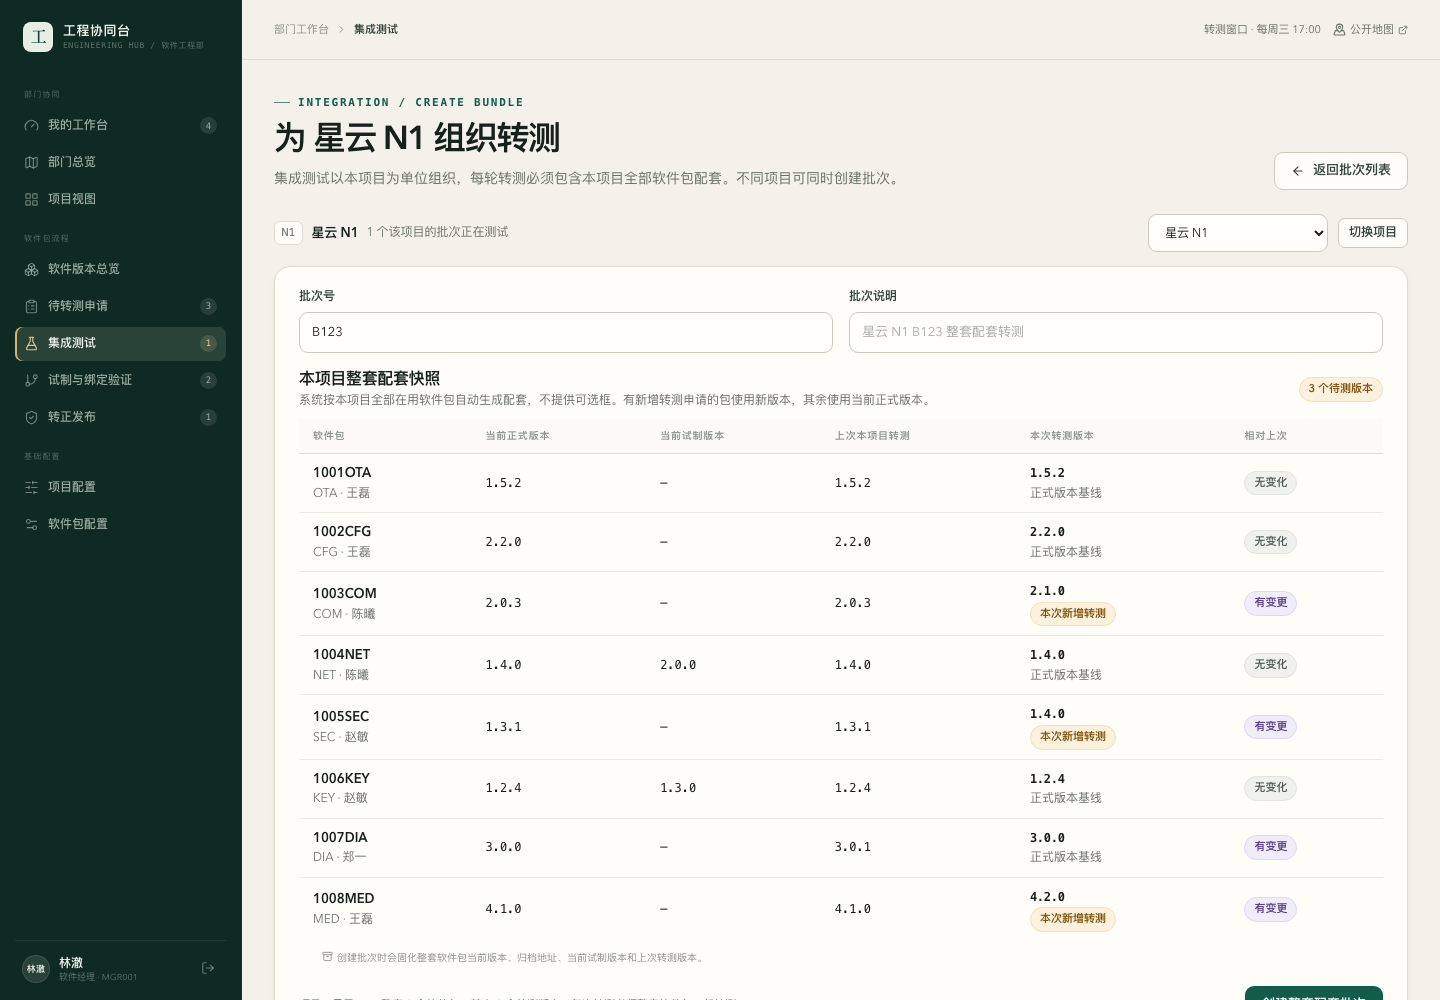 工
工程协同台
ENGINEERING HUB / 软件工程部
部门协同
我的工作台 4
部门总览
项目视图
软件包流程
软件版本总览
待转测申请 3
集成测试 1
试制与绑定验证 2
转正发布 1
基础配置
项目配置
软件包配置
林澈 林澈
软件经理 · MGR001
部门工作台 > 集成测试
转测窗口 · 每周三 17:00 公开地图
INTEGRATION / CREATE BUNDLE
为 星云 N1 组织转测
集成测试以本项目为单位组织，每轮转测必须包含本项目全部软件包配套。不同项目可同时创建批次。
返回批次列表
N1 星云 N1 1 个该项目的批次正在测试
星云 N1 切换项目
批次号 批次说明
B123 星云 N1 B123 整套配套转测
本项目整套配套快照
系统按本项目全部在用软件包自动生成配套，不提供可选框。有新增转测申请的包使用新版本，其余使用当前正式版本。
3 个待测版本
软件包 当前正式版本 当前试制版本 上次本项目转测 本次转测版本 相对上次
1001OTA
OTA · 王磊 1.5.2 — 1.5.2 1.5.2
正式版本基线 无变化
1002CFG
CFG · 王磊 2.2.0 — 2.2.0 2.2.0
正式版本基线 无变化
1003COM
COM · 陈曦 2.0.3 — 2.0.3 2.1.0
本次新增转测 有变更
1004NET
NET · 陈曦 1.4.0 2.0.0 1.4.0 1.4.0
正式版本基线 无变化
1005SEC
SEC · 赵敏 1.3.1 — 1.3.1 1.4.0
本次新增转测 有变更
1006KEY
KEY · 赵敏 1.2.4 1.3.0 1.2.4 1.2.4
正式版本基线 无变化
1007DIA
DIA · 郑一 3.0.0 — 3.0.1 3.0.0
正式版本基线 有变更
1008MED
MED · 王磊 4.1.0 — 4.1.0 4.2.0
本次新增转测 有变更
创建批次时会固化整套软件包当前版本、归档地址、当前试制版本和上次转测版本。